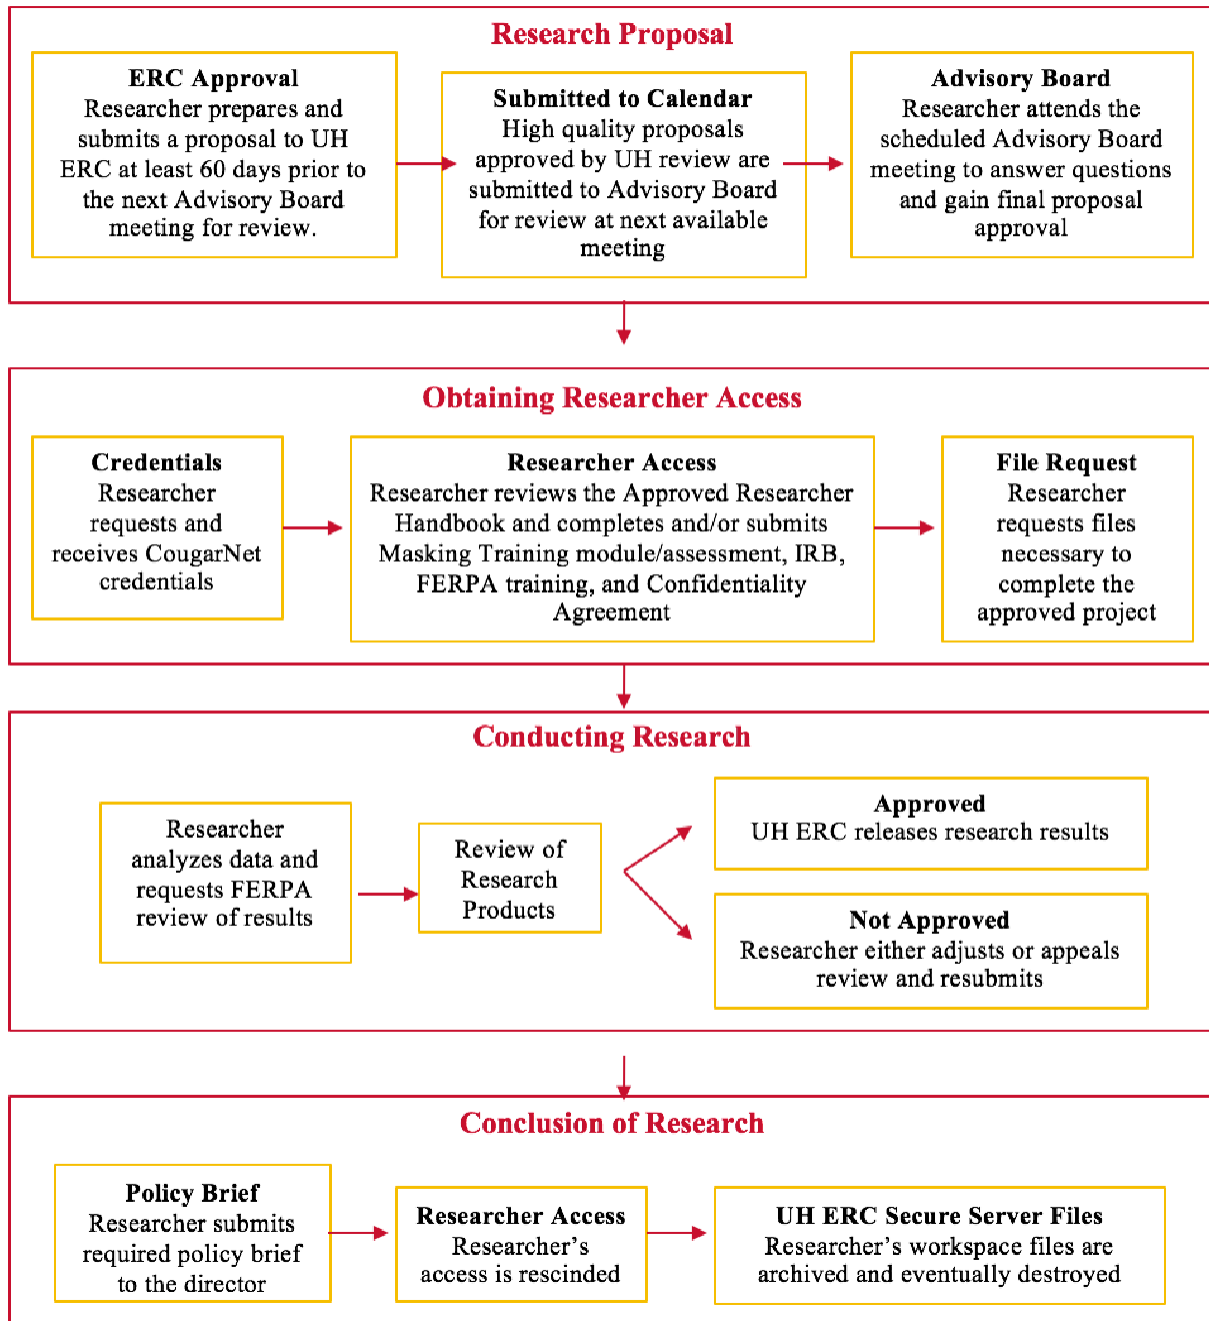 Research Proposal
ERC Approval
Researcher prepares and
submits a proposal to UH
ERC at least 60 days prior to
the next Advisory Board
meeting for review.
Submitted to Calendar
High quality proposals
approved by UH review are
submitted to Advisory Board
for review at next available
meeting
Advisory Board
Researcher attends the
scheduled Advisory Board
meeting to answer questions
and gain final proposal
approval
Obtaining Researcher Access
Credentials
Researcher
requests and
receives CougarNet
credentials
Researcher Access
Researcher reviews the Approved Researcher
Handbook and completes and/or submits
Masking Training module/assessment, IRB,
FERPA training, and Confidentiality
Agreement
File Request
Researcher
requests files
necessary to
complete the
approved project
Conducting Research
Researcher
analyzes data and
requests FERPA
review of results
Review of
Research
Products
Approved
UH ERC releases research results
Not Approved
Researcher either adjusts or appeals
review and resubmits
Conclusion of Research
Policy Brief
Researcher submits
required policy brief
to the director
Researcher Access
Researcher’s
access is rescinded
UH ERC Secure Server Files
Researcher’s workspace files are
archived and eventually destroyed